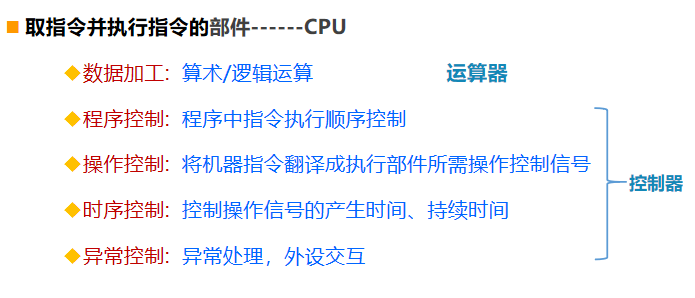 取指令并执行指令的部件------CPU
数据加工: 算术/逻辑运算 运算器
程序控制: 程序中指令执行顺序控制
操作控制: 将机器指令翻译成执行部件所需操作控制信号
控制器
时序控制: 控制操作信号的产生时间、持续时间
异常控制: 异常处理，外设交互